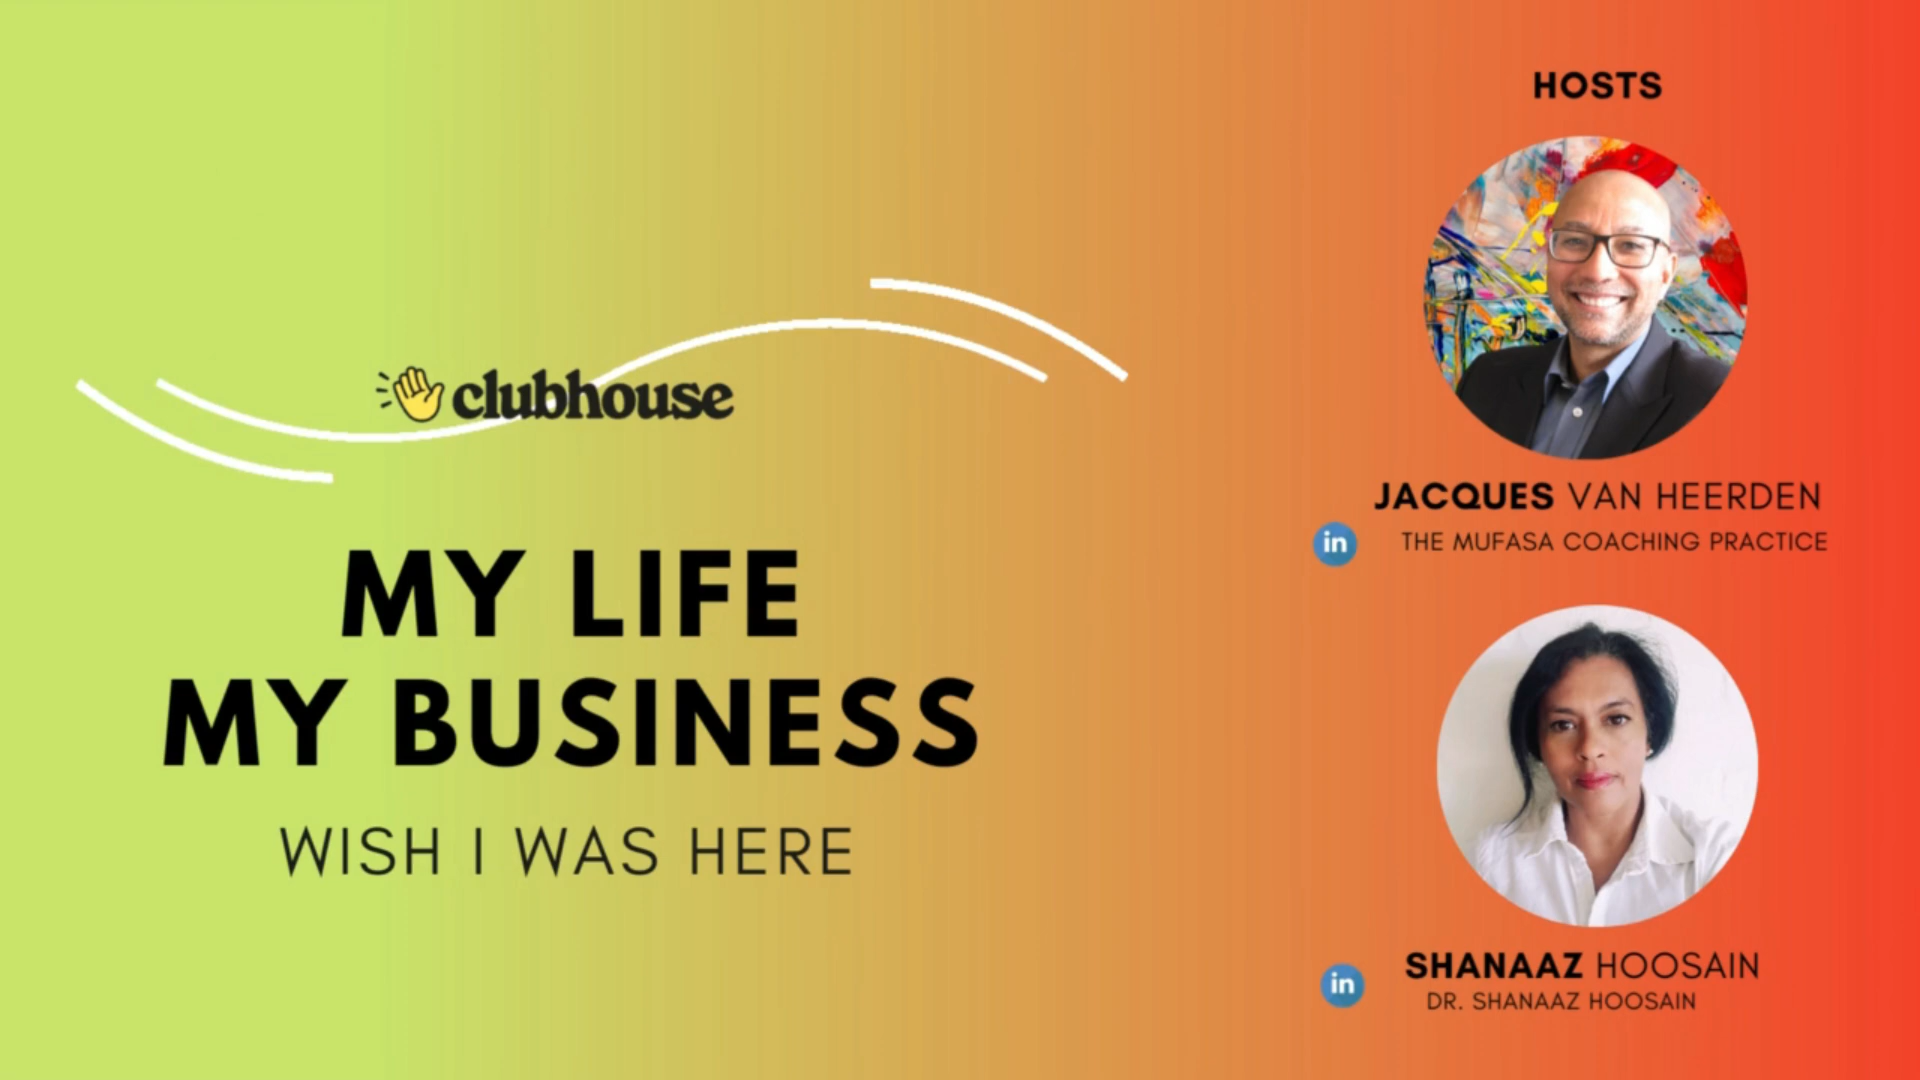 clubhouse
MY LIFE
MY BUSINESS
WISH I WAS HERE
HOSTS
JACQUES VAN HEERDEN
in THE MUFASA COACHING PRACTICE
SHANAAZ HOOSAIN
in DR. SHANAAZ HOOSAIN